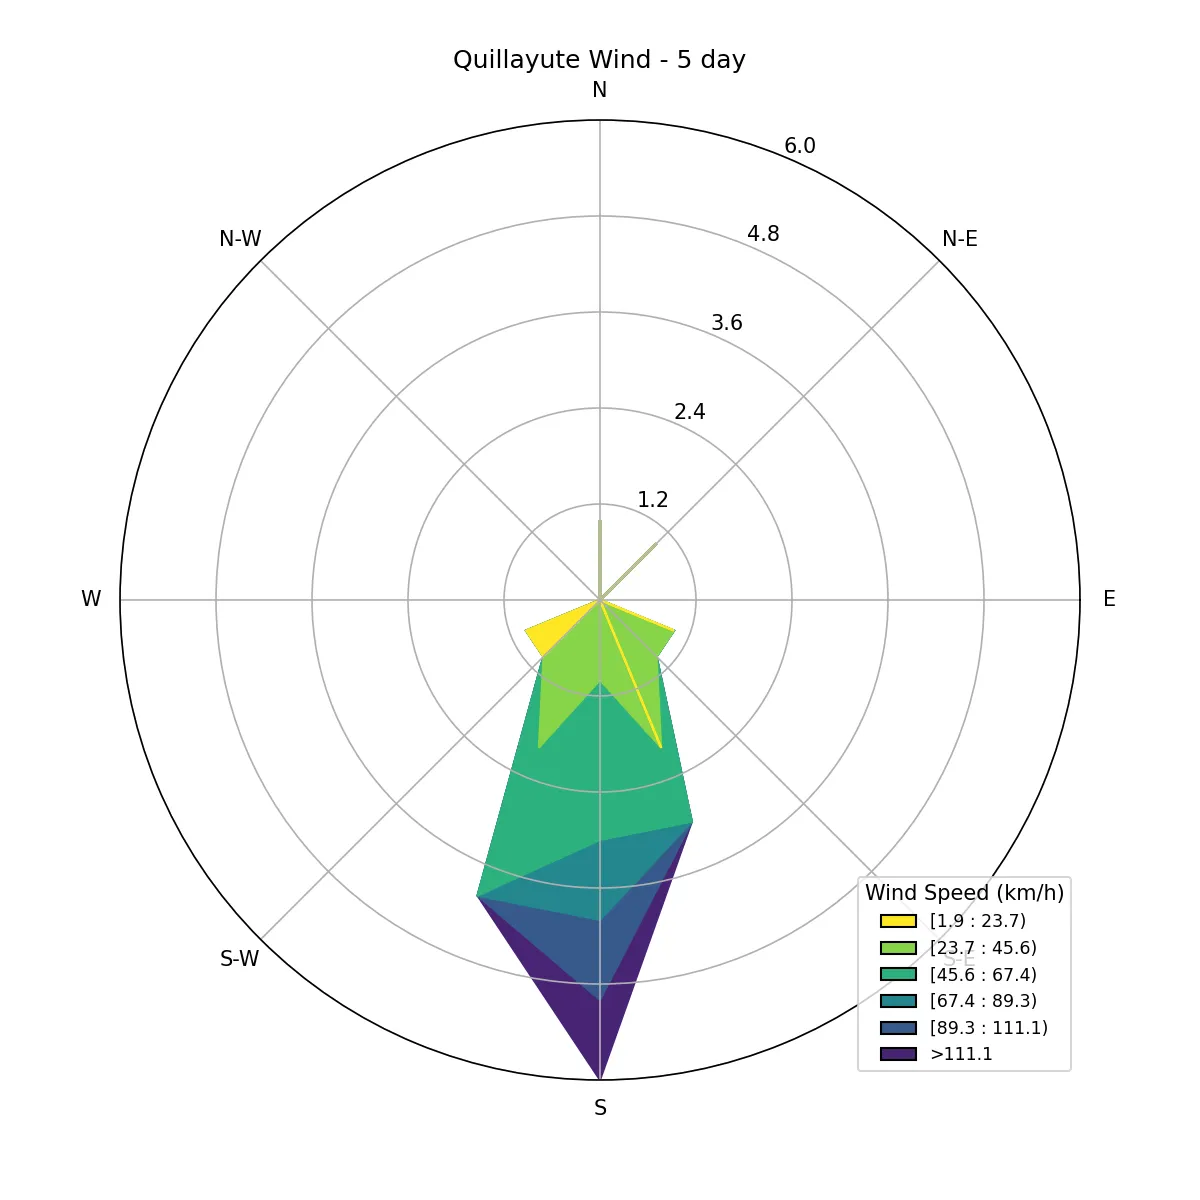 Quillayute Wind - 5 day
N
6.0
N-W
4.8
N-E
3.6
2.4
1.2
W
E
Wind Speed (km/h)
[1.9 : 23.7)
[23.7 : 45.6)
S-W
S-E
[45.6 : 67.4)
[67.4 : 89.3)
[89.3 : 111.1)
>111.1
S